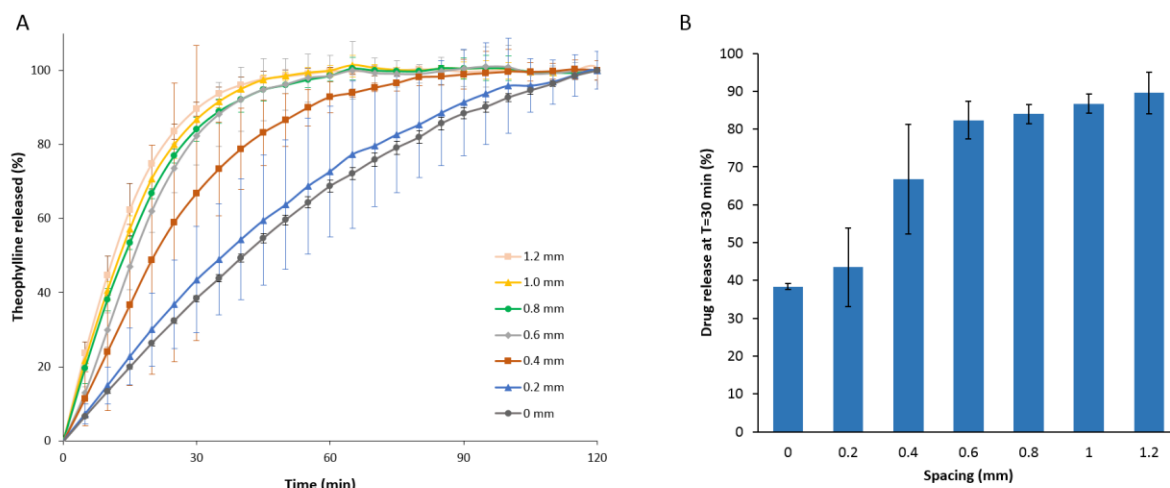 A
Theophylline released (%)
120
100
80
60
40
20
0
1.2 mm
1.0 mm
0.8 mm
0.6 mm
0.4 mm
0.2 mm
0 mm
0 30 60 90 120
Time (min)
B
Drug release at T=30 min (%)
100
90
80
70
60
50
40
30
20
10
0
0 0.2 0.4 0.6 0.8 1 1.2
Spacing (mm)